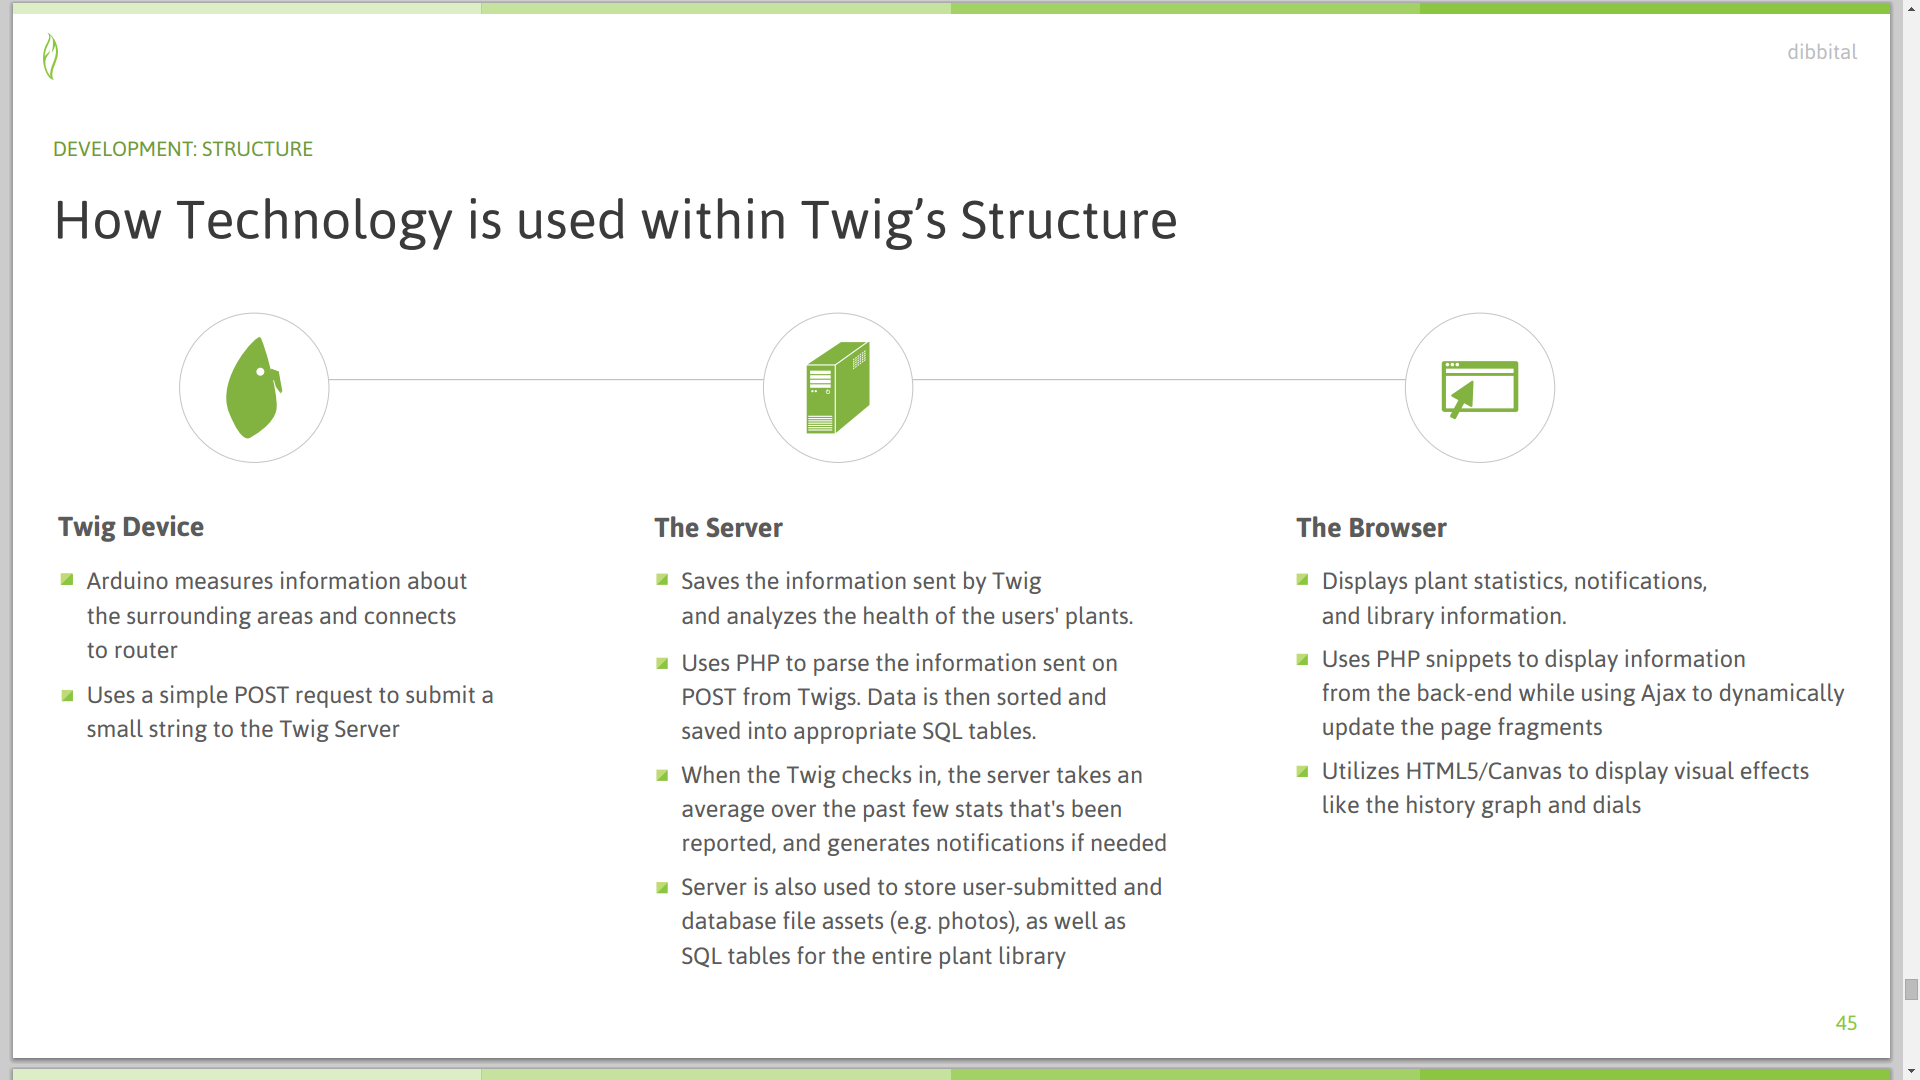 dibbital
DEVELOPMENT: STRUCTURE
How Technology is used within Twig’s Structure
Twig Device
Arduino measures information about
the surrounding areas and connects
to router
Uses a simple POST request to submit a
small string to the Twig Server
The Server
Saves the information sent by Twig
and analyzes the health of the users' plants.
Uses PHP to parse the information sent on
POST from Twigs. Data is then sorted and
saved into appropriate SQL tables.
When the Twig checks in, the server takes an
average over the past few stats that's been
reported, and generates notifications if needed
Server is also used to store user-submitted and
database file assets (e.g. photos), as well as
SQL tables for the entire plant library
The Browser
Displays plant statistics, notifications,
and library information.
Uses PHP snippets to display information
from the back-end while using Ajax to dynamically
update the page fragments
Utilizes HTML5/Canvas to display visual effects
like the history graph and dials
45